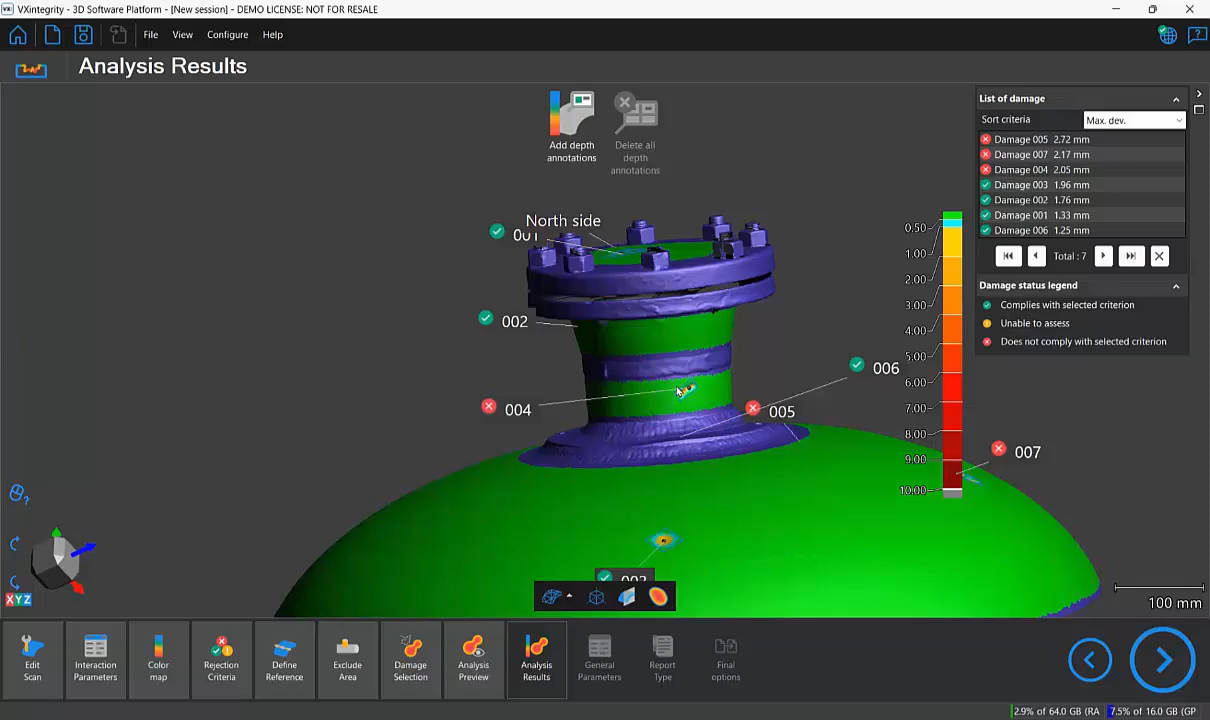 VXintegrity - 3D Software Platform - [New session] - DEMO LICENSE: NOT FOR RESALE
File View Configure Help
Analysis Results
Add depth annotations
Delete all depth annotations
List of damage
Sort criteria Max. dev.
Damage 005 2.72 mm
Damage 007 2.17 mm
Damage 004 2.05 mm
Damage 003 1.96 mm
Damage 002 1.76 mm
Damage 001 1.33 mm
Damage 006 1.25 mm
Total : 7
Damage status legend
Complies with selected criterion
Unable to assess
Does not comply with selected criterion
North side
001
002
004
006
005
007
0.50
1.00
2.00
3.00
4.00
5.00
6.00
7.00
8.00
9.00
10.00
100 mm
XYZ
Edit Scan
Interaction Parameters
Color map
Rejection Criteria
Define Reference
Exclude Area
Damage Selection
Analysis Preview
Analysis Results
General Parameters
Report Type
Final options
2.9% of 64.0 GB (RA 7.5% of 16.0 GB (GP